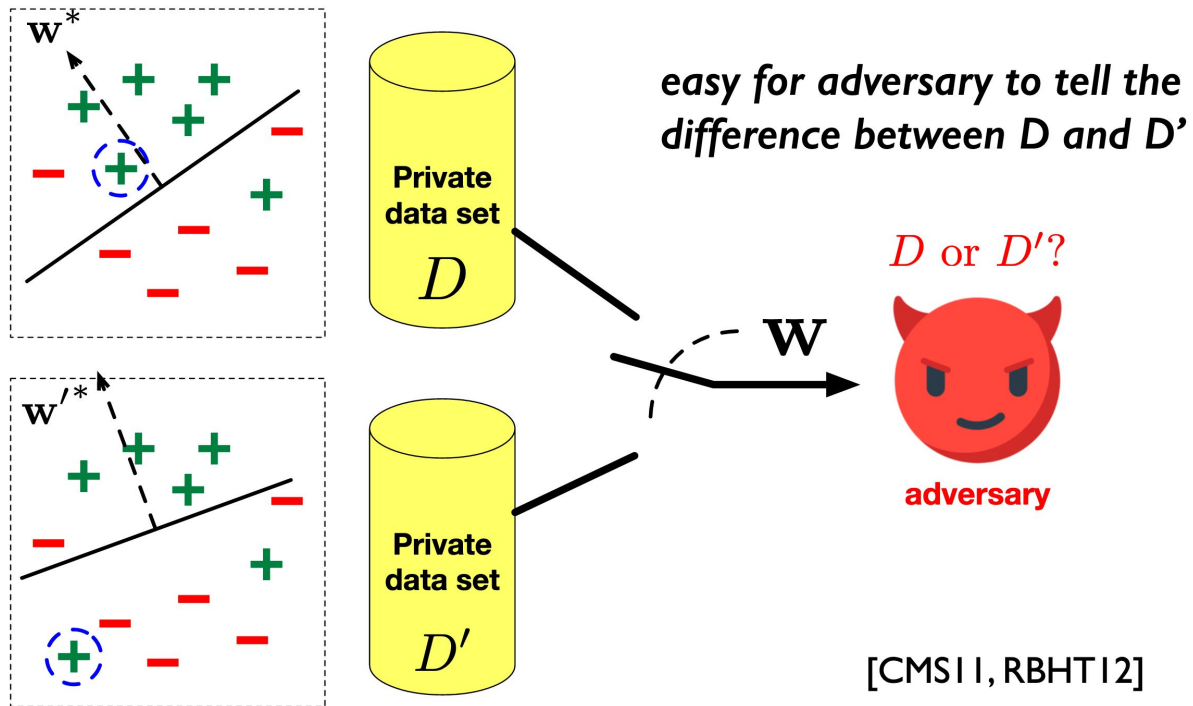 w*
Private
data set
D
easy for adversary to tell the
difference between D and D’
D or D′?
w
adversary
w′*
Private
data set
D′
[CMS11, RBHT12]